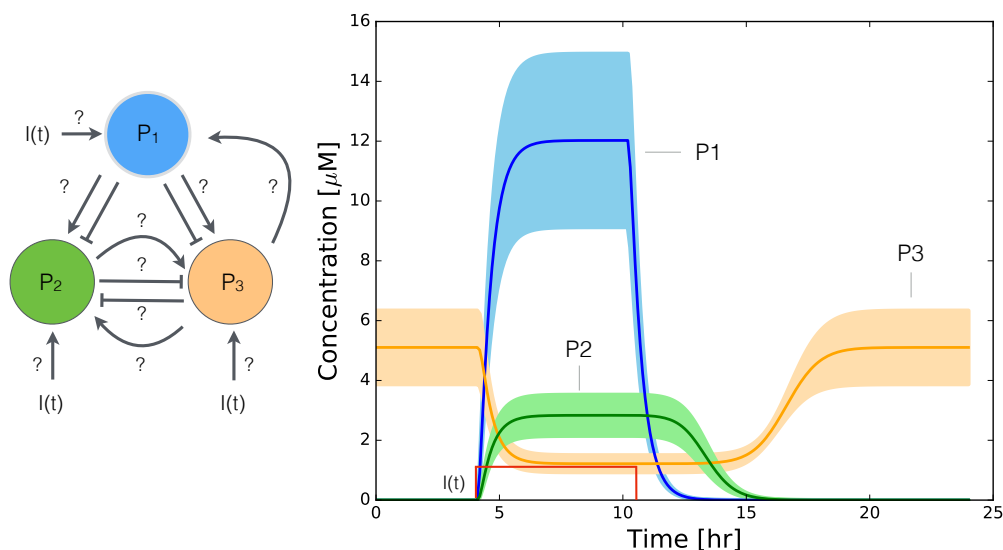 I(t)
?
P1
?
?
?
?
?
P2
?
P3
?
?
?
?
I(t)
I(t)
Concentration [μM]
16
14
12
10
8
6
4
2
0
P1
P2
P3
I(t)
0
5
10
15
20
25
Time [hr]